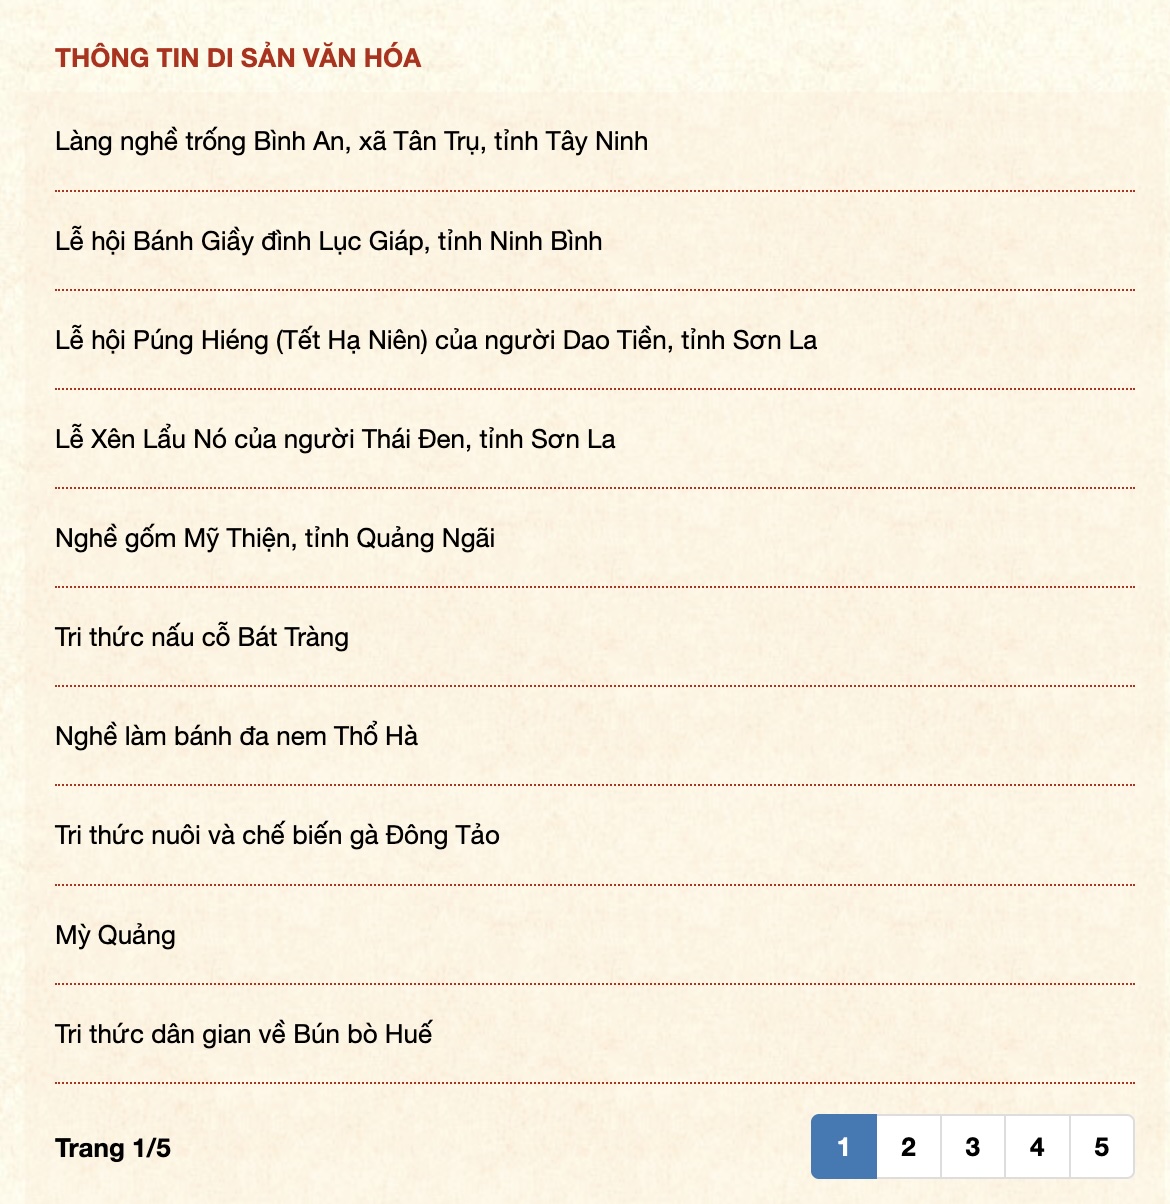 THÔNG TIN DI SẢN VĂN HÓA
Làng nghề trống Bình An, xã Tân Trụ, tỉnh Tây Ninh
Lễ hội Bánh Giầy đình Lục Giáp, tỉnh Ninh Bình
Lễ hội Púng Hiéng (Tết Hạ Niên) của người Dao Tiền, tỉnh Sơn La
Lễ Xên Lẩu Nó của người Thái Đen, tỉnh Sơn La
Nghề gốm Mỹ Thiện, tỉnh Quảng Ngãi
Tri thức nấu cỗ Bát Tràng
Nghề làm bánh đa nem Thổ Hà
Tri thức nuôi và chế biến gà Đông Tảo
Mỳ Quảng
Tri thức dân gian về Bún bò Huế
Trang 1/5 1 2 3 4 5